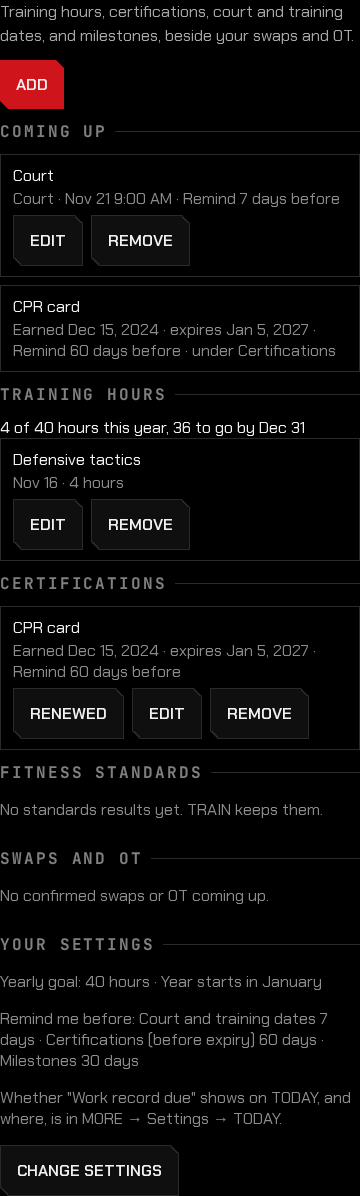 Training hours, certifications, court and training
dates, and milestones, beside your swaps and OT.
ADD
COMING UP
Court
Court · Nov 21 9:00 AM · Remind 7 days before
EDIT REMOVE
CPR card
Earned Dec 15, 2024 · expires Jan 5, 2027 ·
Remind 60 days before · under Certifications
TRAINING HOURS
4 of 40 hours this year, 36 to go by Dec 31
Defensive tactics
Nov 16 · 4 hours
EDIT REMOVE
CERTIFICATIONS
CPR card
Earned Dec 15, 2024 · expires Jan 5, 2027 ·
Remind 60 days before
RENEWED EDIT REMOVE
FITNESS STANDARDS
No standards results yet. TRAIN keeps them.
SWAPS AND OT
No confirmed swaps or OT coming up.
YOUR SETTINGS
Yearly goal: 40 hours · Year starts in January
Remind me before: Court and training dates 7
days · Certifications (before expiry) 60 days ·
Milestones 30 days
Whether "Work record due" shows on TODAY, and
where, is in MORE → Settings → TODAY.
CHANGE SETTINGS